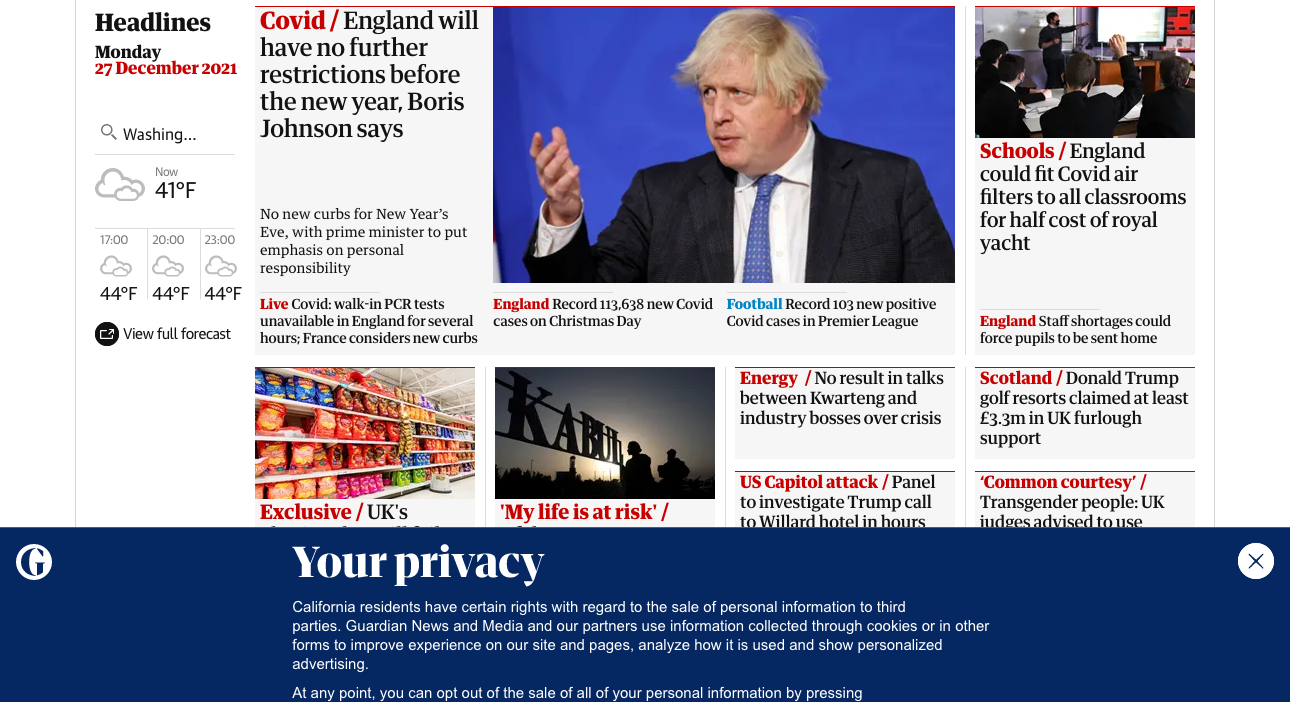 Headlines
Monday
27 December 2021
Washing...
Now
41°F
17:00
44°F
20:00
44°F
23:00
44°F
View full forecast
Covid / England will
have no further
restrictions before
the new year, Boris
Johnson says
No new curbs for New Year’s
Eve, with prime minister to put
emphasis on personal
responsibility
Live Covid: walk-in PCR tests
unavailable in England for several
hours; France considers new curbs
England Record 113,638 new Covid
cases on Christmas Day
Football Record 103 new positive
Covid cases in Premier League
Schools / England
could fit Covid air
filters to all classrooms
for half cost of royal
yacht
England Staff shortages could
force pupils to be sent home
Exclusive / UK's
KABUL
'My life is at risk' /
Energy / No result in talks
between Kwarteng and
industry bosses over crisis
US Capitol attack / Panel
to investigate Trump call
to Willard hotel in hours
Scotland / Donald Trump
golf resorts claimed at least
£3.3m in UK furlough
support
‘Common courtesy’ /
Transgender people: UK
judges advised to use
G
Your privacy
California residents have certain rights with regard to the sale of personal information to third
parties. Guardian News and Media and our partners use information collected through cookies or in other
forms to improve experience on our site and pages, analyze how it is used and show personalized
advertising.
At any point, you can opt out of the sale of all of your personal information by pressing